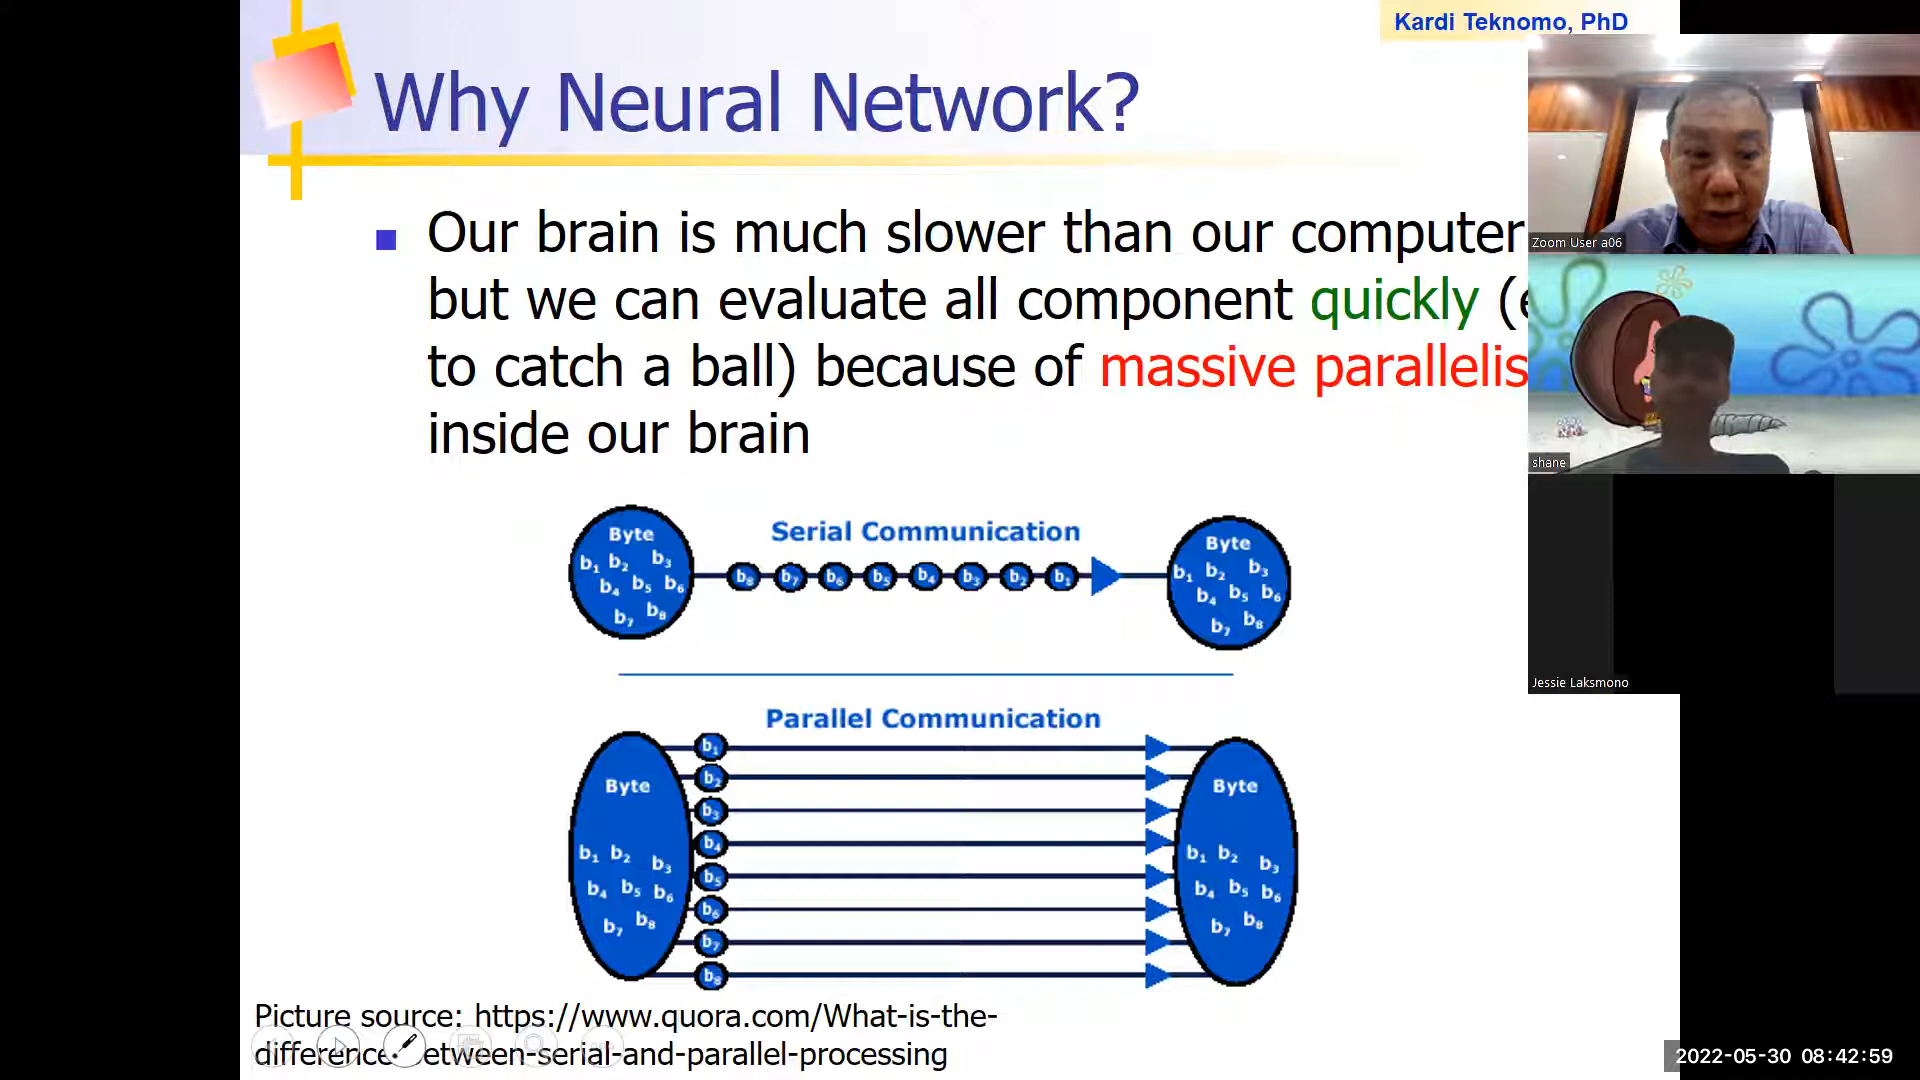 Kardi Teknomo, PhD
Why Neural Network?
Our brain is much slower than our computer
but we can evaluate all component quickly (e
to catch a ball) because of massive parallelis
inside our brain
Zoom User a06
shane
Jessie Laksmono
Serial Communication
Byte
b1 b2 b3
b4 b5 b6
b7 b8
b8 b7 b6 b5 b4 b3 b2 b1
Byte
b1 b2 b3
b4 b5 b6
b7 b8
Parallel Communication
Byte
b1 b2 b3
b4 b5 b6
b7 b8
b1
b2
b3
b4
b5
b6
b7
b8
Byte
b1 b2 b3
b4 b5 b6
b7 b8
Picture source: https://www.quora.com/What-is-the-
difference-between-serial-and-parallel-processing
2022-05-30 08:42:59